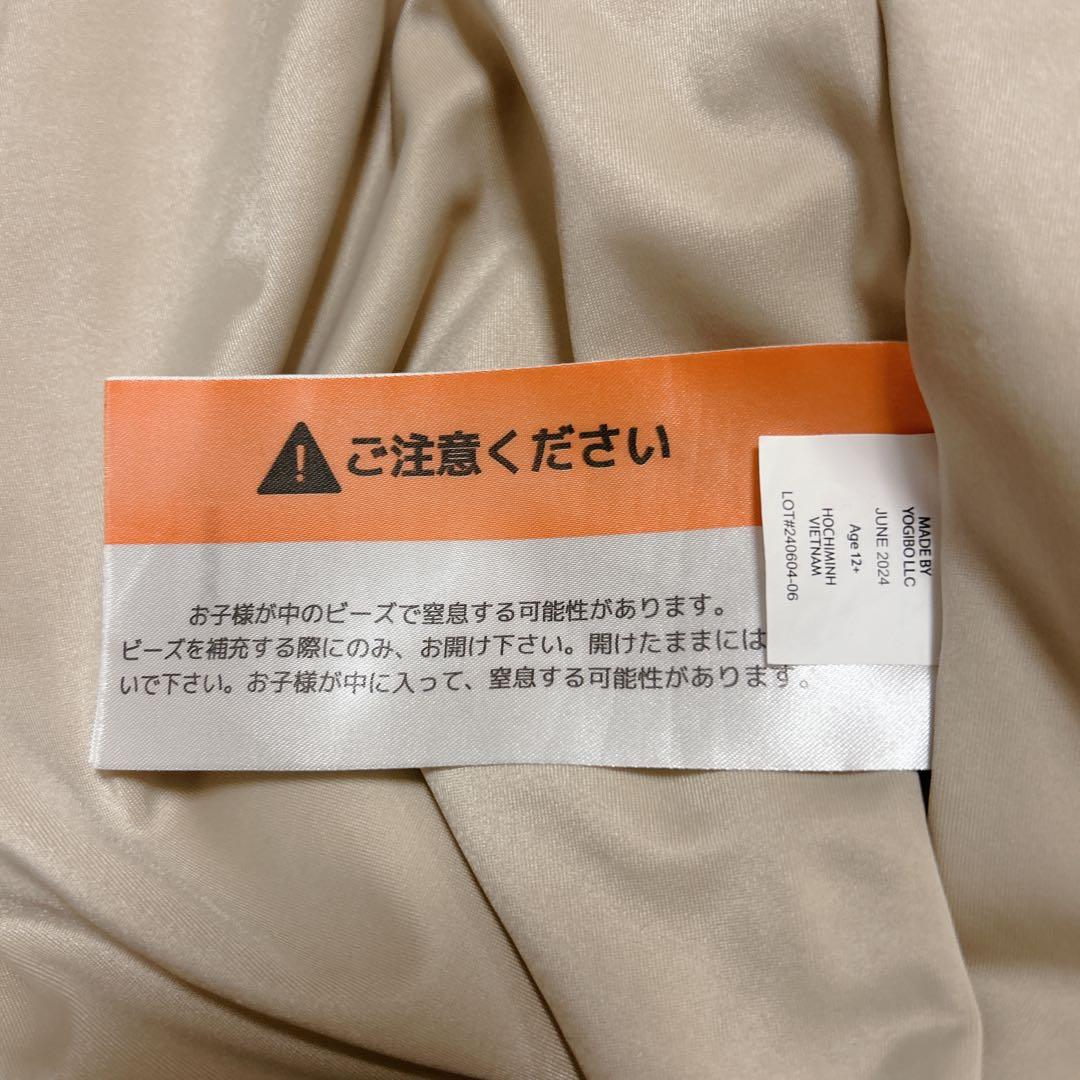 ご注意ください
お子様が中のビーズで窒息する可能性があります。
ビーズを補充する際にのみ、お開け下さい。開けたままには
いで下さい。お子様が中に入って、窒息する可能性があります。
MADE BY
YOGIBO LLC
JUNE 2024
Age 12+
HOCHIMINH
VIETNAM
LOT#240604-06